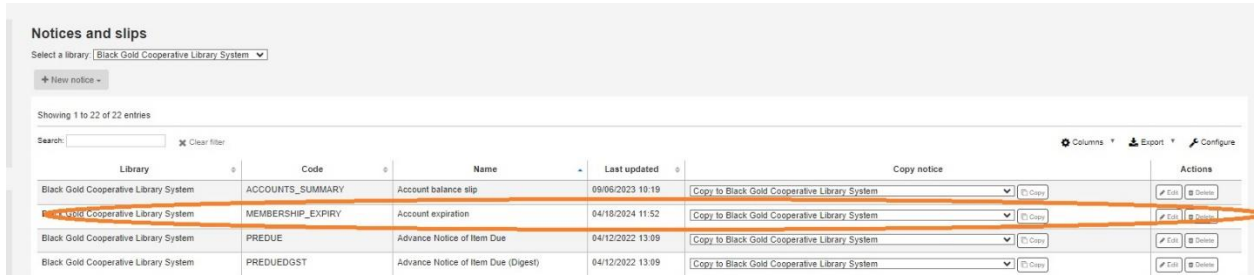 Notices and slips
Select a library: Black Gold Cooperative Library System
+ New notice
Showing 1 to 22 of 22 entries
Search: Clear filter Columns Export Configure
Library Code Name Last updated Copy notice Actions
Black Gold Cooperative Library System ACCOUNTS_SUMMARY Account balance slip 09/06/2023 10:19 Copy to Black Gold Cooperative Library System Copy Edit Delete
Black Gold Cooperative Library System MEMBERSHIP_EXPIRY Account expiration 04/18/2024 11:52 Copy to Black Gold Cooperative Library System Copy Edit Delete
Black Gold Cooperative Library System PREDUE Advance Notice of Item Due 04/12/2022 13:09 Copy to Black Gold Cooperative Library System Copy Edit Delete
Black Gold Cooperative Library System PREDUEDGST Advance Notice of Item Due (Digest) 04/12/2022 13:09 Copy to Black Gold Cooperative Library System Copy Edit Delete